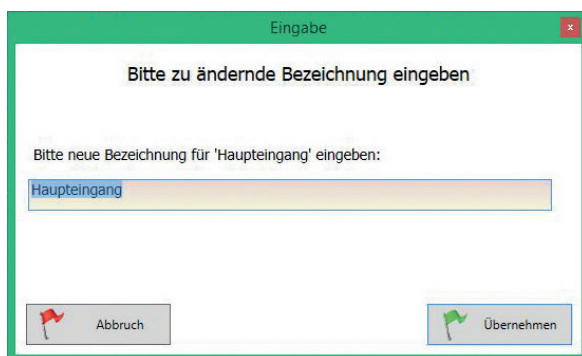 Eingabe
x
Bitte zu ändernde Bezeichnung eingeben
Bitte neue Bezeichnung für 'Haupteingang' eingeben:
Haupteingang
Abbruch
Übernehmen